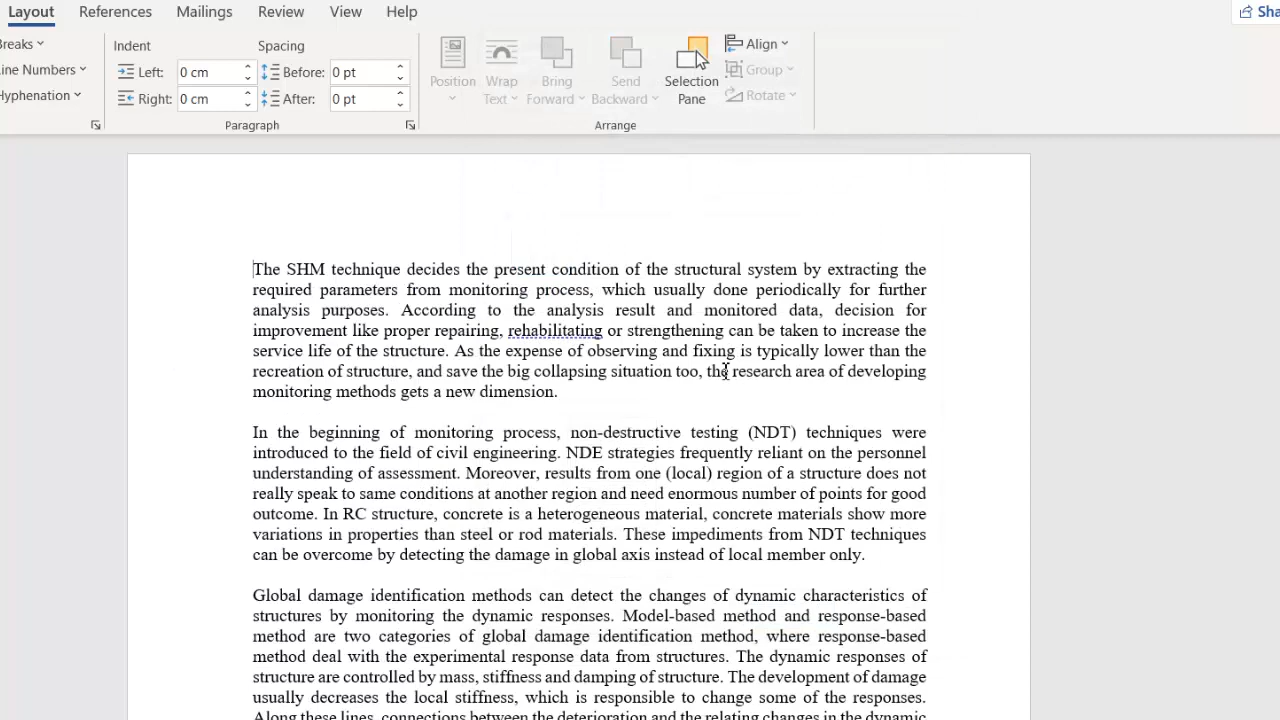 Layout References Mailings Review View Help
Sha
Breaks Indent Spacing Align
Line Numbers Left: 0 cm Before: 0 pt Position Wrap Text Bring Forward Send Backward Selection Pane Group
Hyphenation Right: 0 cm After: 0 pt Rotate
Paragraph Arrange
The SHM technique decides the present condition of the structural system by extracting the
required parameters from monitoring process, which usually done periodically for further
analysis purposes. According to the analysis result and monitored data, decision for
improvement like proper repairing, rehabilitating or strengthening can be taken to increase the
service life of the structure. As the expense of observing and fixing is typically lower than the
recreation of structure, and save the big collapsing situation too, the research area of developing
monitoring methods gets a new dimension.
In the beginning of monitoring process, non-destructive testing (NDT) techniques were
introduced to the field of civil engineering. NDE strategies frequently reliant on the personnel
understanding of assessment. Moreover, results from one (local) region of a structure does not
really speak to same conditions at another region and need enormous number of points for good
outcome. In RC structure, concrete is a heterogeneous material, concrete materials show more
variations in properties than steel or rod materials. These impediments from NDT techniques
can be overcome by detecting the damage in global axis instead of local member only.
Global damage identification methods can detect the changes of dynamic characteristics of
structures by monitoring the dynamic responses. Model-based method and response-based
method are two categories of global damage identification method, where response-based
method deal with the experimental response data from structures. The dynamic responses of
structure are controlled by mass, stiffness and damping of structure. The development of damage
usually decreases the local stiffness, which is responsible to change some of the responses.
Along these lines, connections between the deterioration and the relating changes in the dynamic